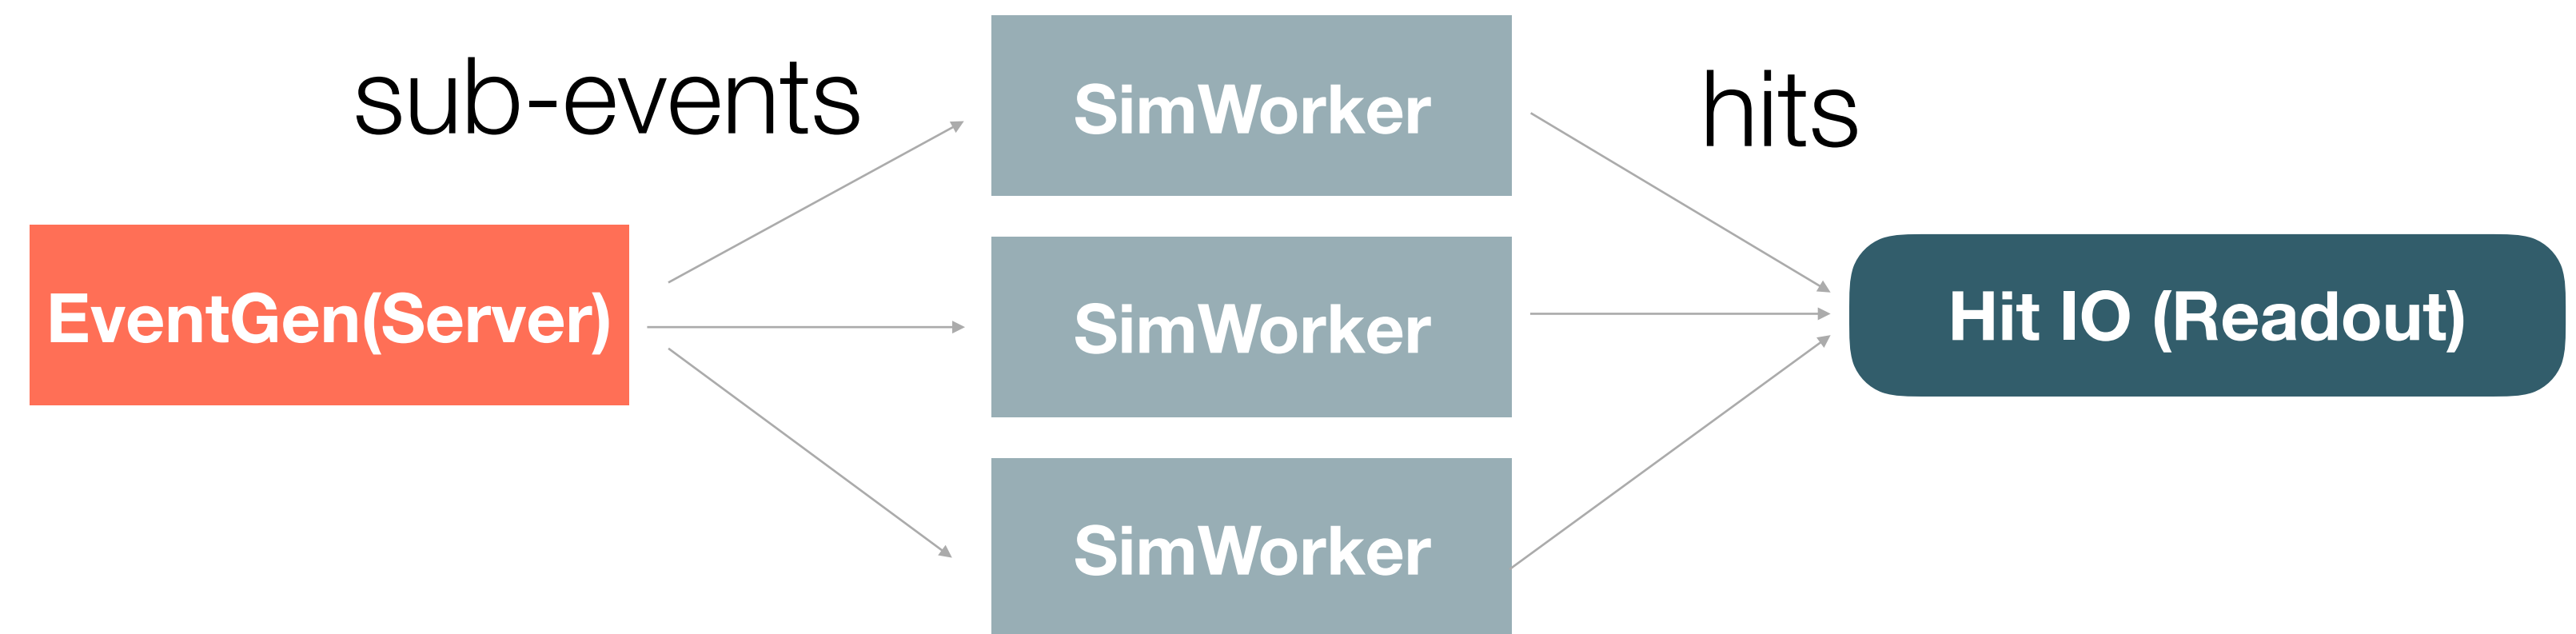 sub-events
SimWorker
hits
EventGen(Server)
SimWorker
Hit IO (Readout)
SimWorker